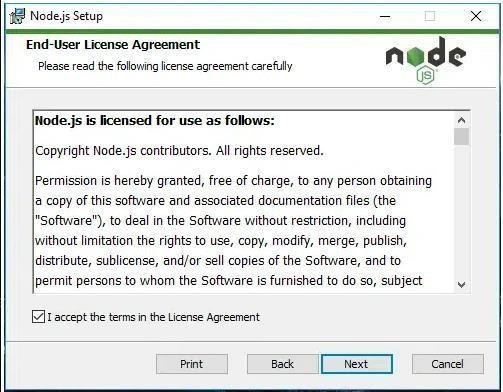 Node.js Setup
End-User License Agreement
Please read the following license agreement carefully
node
JS
Node.js is licensed for use as follows:
Copyright Node.js contributors. All rights reserved.
Permission is hereby granted, free of charge, to any person obtaining
a copy of this software and associated documentation files (the
"Software"), to deal in the Software without restriction, including
without limitation the rights to use, copy, modify, merge, publish,
distribute, sublicense, and/or sell copies of the Software, and to
permit persons to whom the Software is furnished to do so, subject
I accept the terms in the License Agreement
Print Back Next Cancel